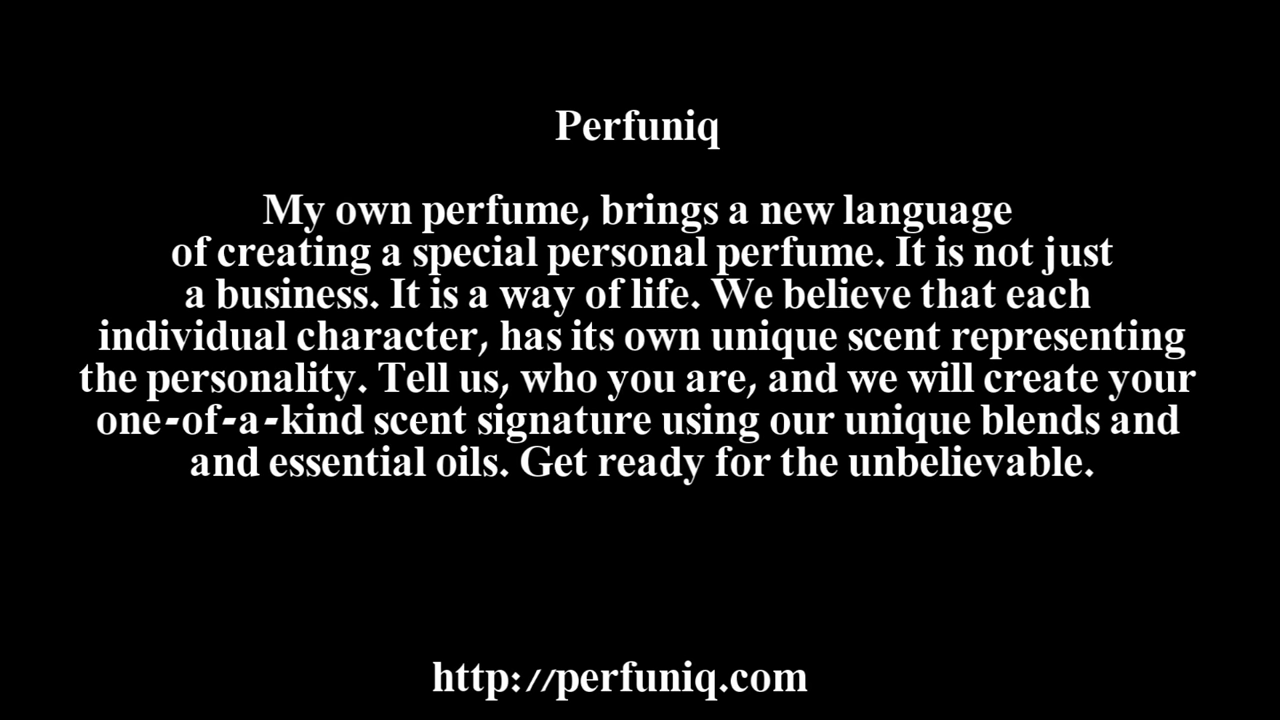 Perfuniq
My own perfume, brings a new language
of creating a special personal perfume. It is not just
a business. It is a way of life. We believe that each
individual character, has its own unique scent representing
the personality. Tell us, who you are, and we will create your
one-of-a-kind scent signature using our unique blends and
and essential oils. Get ready for the unbelievable.
http://perfuniq.com